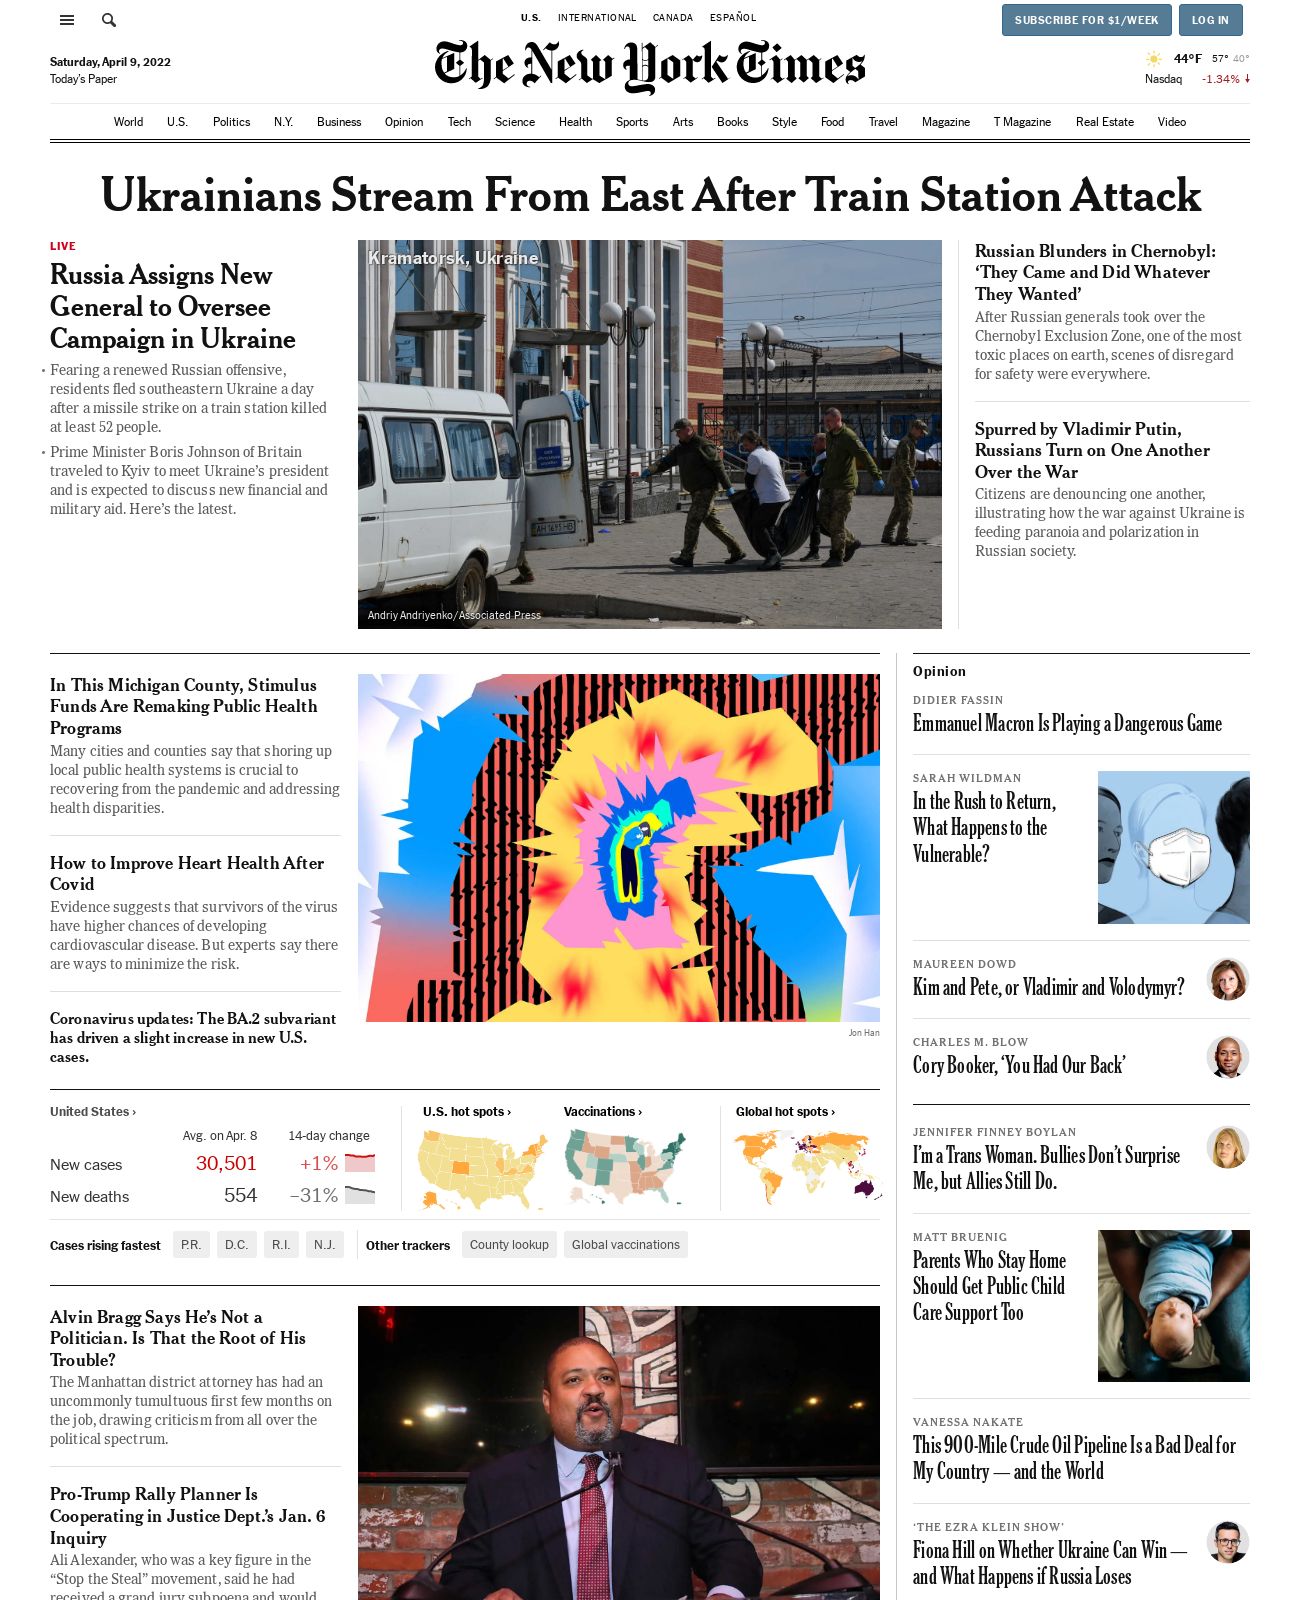 U.S. INTERNATIONAL CANADA ESPAÑOL
SUBSCRIBE FOR $1/WEEK LOG IN
Saturday, April 9, 2022
Today's Paper
The New York Times
44°F 57° 40°
Nasdaq -1.34%
World U.S. Politics N.Y. Business Opinion Tech Science Health Sports Arts Books Style Food Travel Magazine T Magazine Real Estate Video
Ukrainians Stream From East After Train Station Attack
LIVE
Russia Assigns New
General to Oversee
Campaign in Ukraine
• Fearing a renewed Russian offensive,
residents fled southeastern Ukraine a day
after a missile strike on a train station killed
at least 52 people.
• Prime Minister Boris Johnson of Britain
traveled to Kyiv to meet Ukraine's president
and is expected to discuss new financial and
military aid. Here's the latest.
Kramatorsk, Ukraine
AH 1691 HB
Andriy Andriyenko/Associated Press
Russian Blunders in Chernobyl:
‘They Came and Did Whatever
They Wanted’
After Russian generals took over the
Chernobyl Exclusion Zone, one of the most
toxic places on earth, scenes of disregard
for safety were everywhere.
Spurred by Vladimir Putin,
Russians Turn on One Another
Over the War
Citizens are denouncing one another,
illustrating how the war against Ukraine is
feeding paranoia and polarization in
Russian society.
In This Michigan County, Stimulus
Funds Are Remaking Public Health
Programs
Many cities and counties say that shoring up
local public health systems is crucial to
recovering from the pandemic and addressing
health disparities.
How to Improve Heart Health After
Covid
Evidence suggests that survivors of the virus
have higher chances of developing
cardiovascular disease. But experts say there
are ways to minimize the risk.
Coronavirus updates: The BA.2 subvariant
has driven a slight increase in new U.S.
cases.
Jon Han
United States ›
Avg. on Apr. 8 14-day change
New cases 30,501 +1%
New deaths 554 –31%
U.S. hot spots › Vaccinations › Global hot spots ›
Cases rising fastest P.R. D.C. R.I. N.J. Other trackers County lookup Global vaccinations
Alvin Bragg Says He's Not a
Politician. Is That the Root of His
Trouble?
The Manhattan district attorney has had an
uncommonly tumultuous first few months on
the job, drawing criticism from all over the
political spectrum.
Pro-Trump Rally Planner Is
Cooperating in Justice Dept.'s Jan. 6
Inquiry
Ali Alexander, who was a key figure in the
“Stop the Steal” movement, said he had
received a grand jury subpoena and would
Opinion
DIDIER FASSIN
Emmanuel Macron Is Playing a Dangerous Game
SARAH WILDMAN
In the Rush to Return,
What Happens to the
Vulnerable?
MAUREEN DOWD
Kim and Pete, or Vladimir and Volodymyr?
CHARLES M. BLOW
Cory Booker, ‘You Had Our Back’
JENNIFER FINNEY BOYLAN
I'm a Trans Woman. Bullies Don't Surprise
Me, but Allies Still Do.
MATT BRUENIG
Parents Who Stay Home
Should Get Public Child
Care Support Too
VANESSA NAKATE
This 900-Mile Crude Oil Pipeline Is a Bad Deal for
My Country — and the World
‘THE EZRA KLEIN SHOW’
Fiona Hill on Whether Ukraine Can Win —
and What Happens if Russia Loses